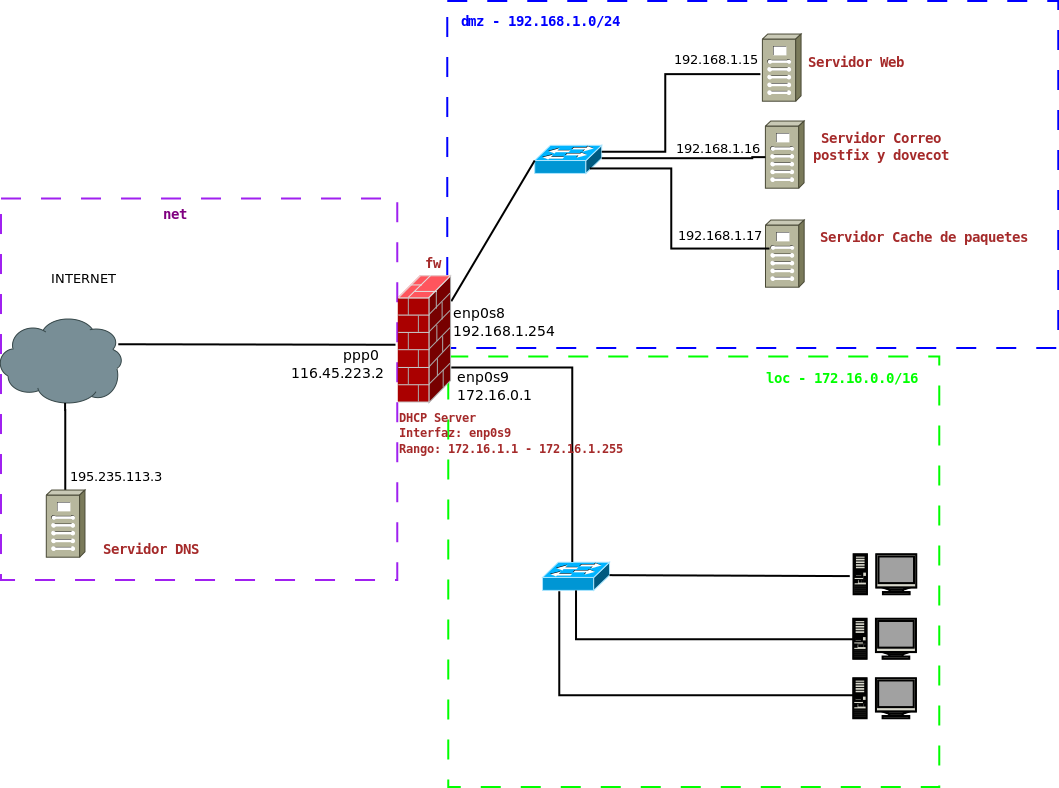 dmz - 192.168.1.0/24
192.168.1.15
Servidor Web
192.168.1.16
Servidor Correo
postfix y dovecot
192.168.1.17
Servidor Cache de paquetes
net
INTERNET
fw
enp0s8
192.168.1.254
ppp0
116.45.223.2
enp0s9
172.16.0.1
loc - 172.16.0.0/16
DHCP Server
Interfaz: enp0s9
Rango: 172.16.1.1 - 172.16.1.255
195.235.113.3
Servidor DNS